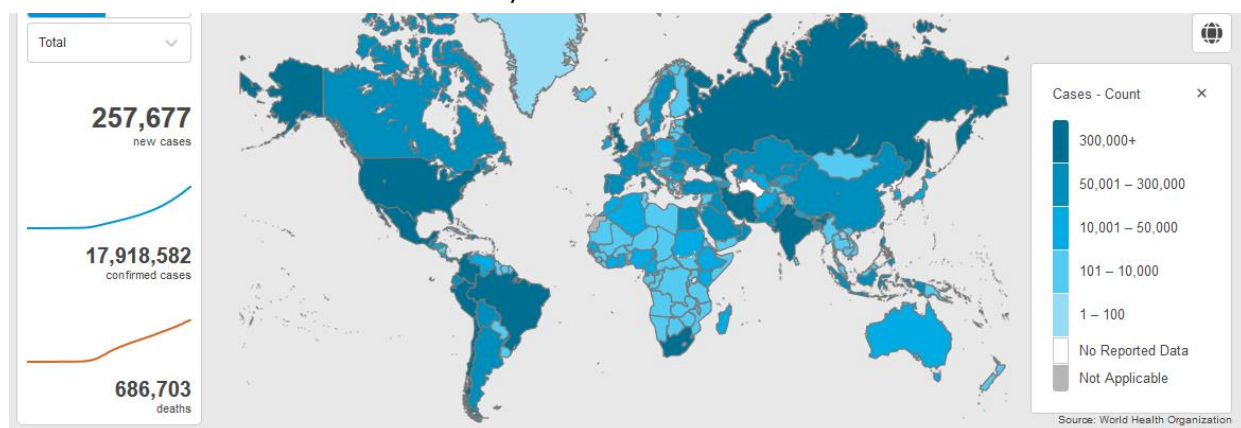 Total
257,677
new cases
17,918,582
confirmed cases
686,703
deaths
Cases - Count ×
300,000+
50,001 – 300,000
10,001 – 50,000
101 – 10,000
1 – 100
No Reported Data
Not Applicable
Source: World Health Organization